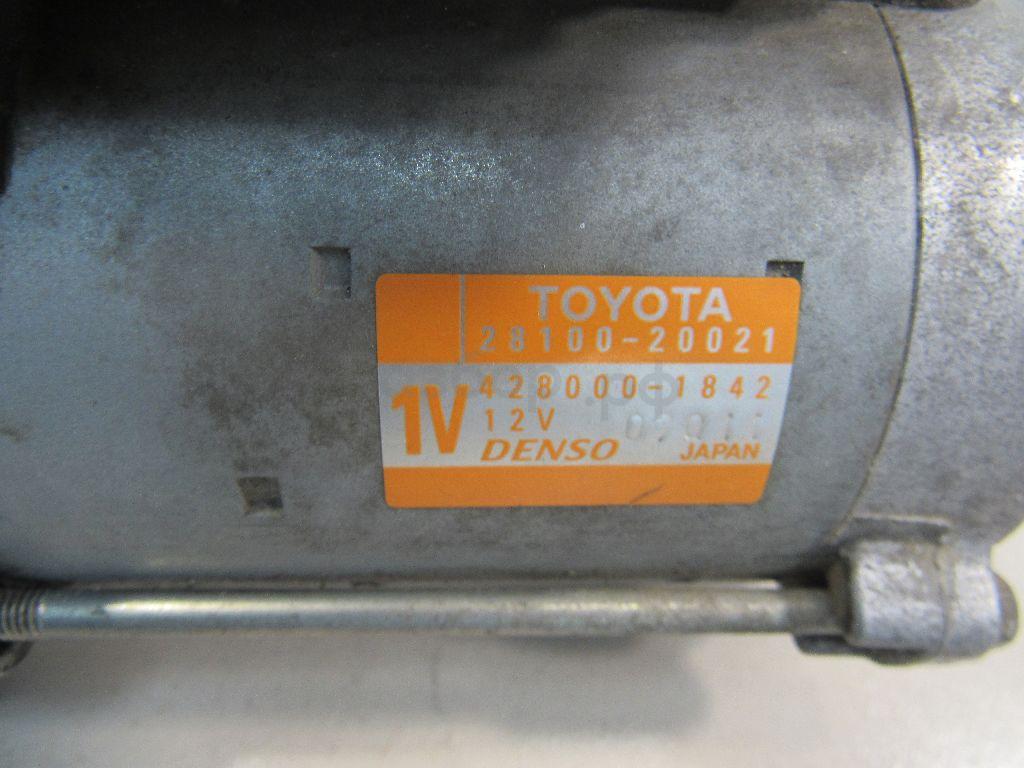 TOYOTA
28100-20021
1V
428000-1842
12V
DENSO JAPAN